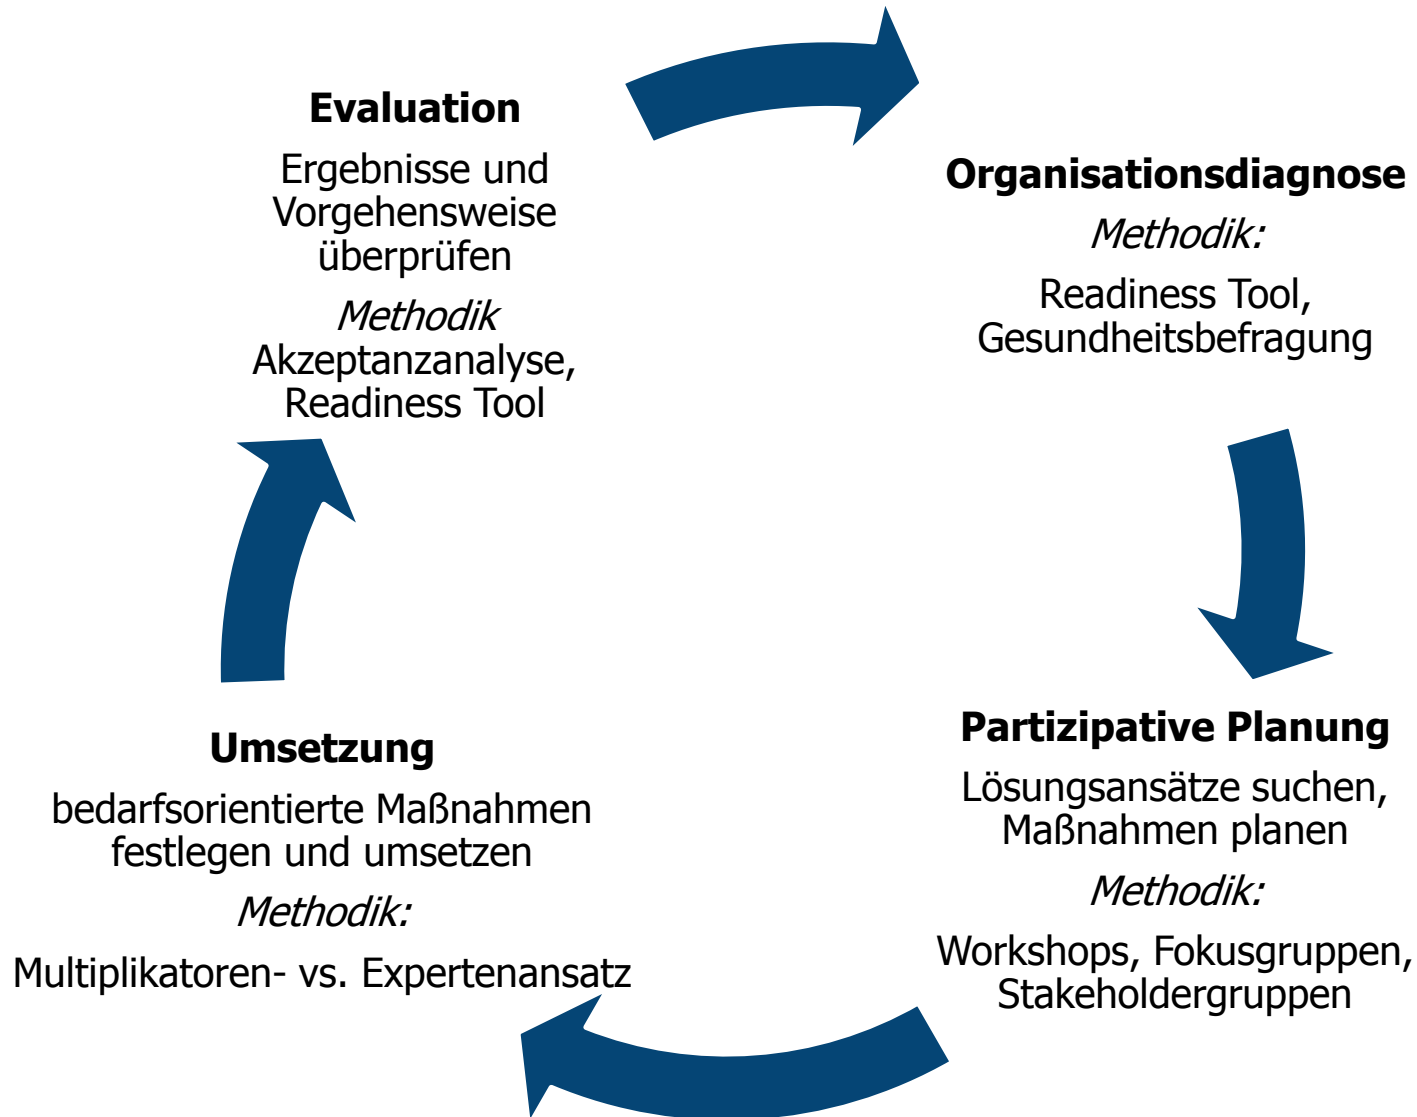 Evaluation
Ergebnisse und
Vorgehensweise
überprüfen
Methodik
Akzeptanzanalyse,
Readiness Tool
Organisationsdiagnose
Methodik:
Readiness Tool,
Gesundheitsbefragung
Partizipative Planung
Lösungsansätze suchen,
Maßnahmen planen
Methodik:
Workshops, Fokusgruppen,
Stakeholdergruppen
Umsetzung
bedarfsorientierte Maßnahmen
festlegen und umsetzen
Methodik:
Multiplikatoren- vs. Expertenansatz